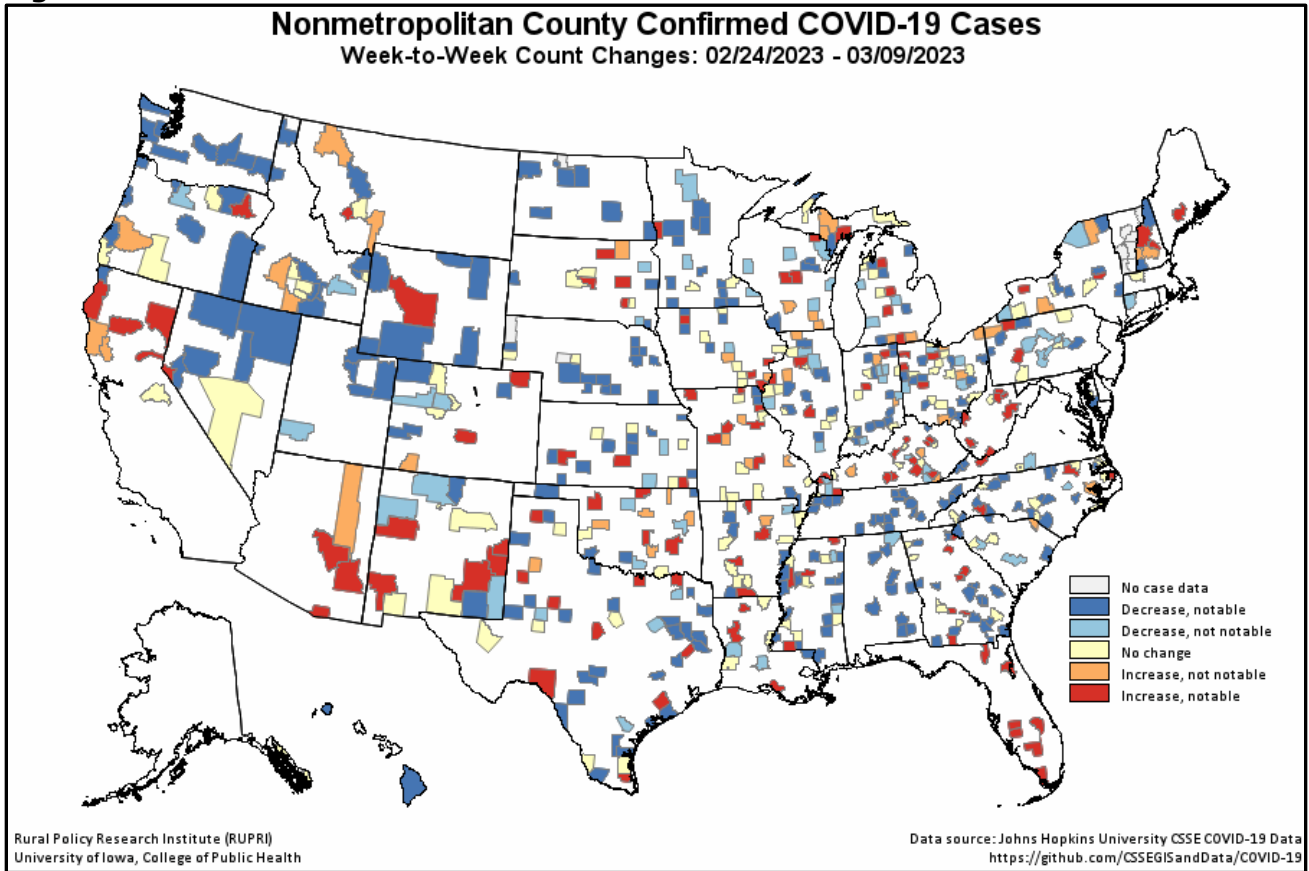 Nonmetropolitan County Confirmed COVID-19 Cases
Week-to-Week Count Changes: 02/24/2023 - 03/09/2023
No case data
Decrease, notable
Decrease, not notable
No change
Increase, not notable
Increase, notable
Rural Policy Research Institute (RUPRI)
University of Iowa, College of Public Health
Data source: Johns Hopkins University CSSE COVID-19 Data
https://github.com/CSSEGISandData/COVID-19